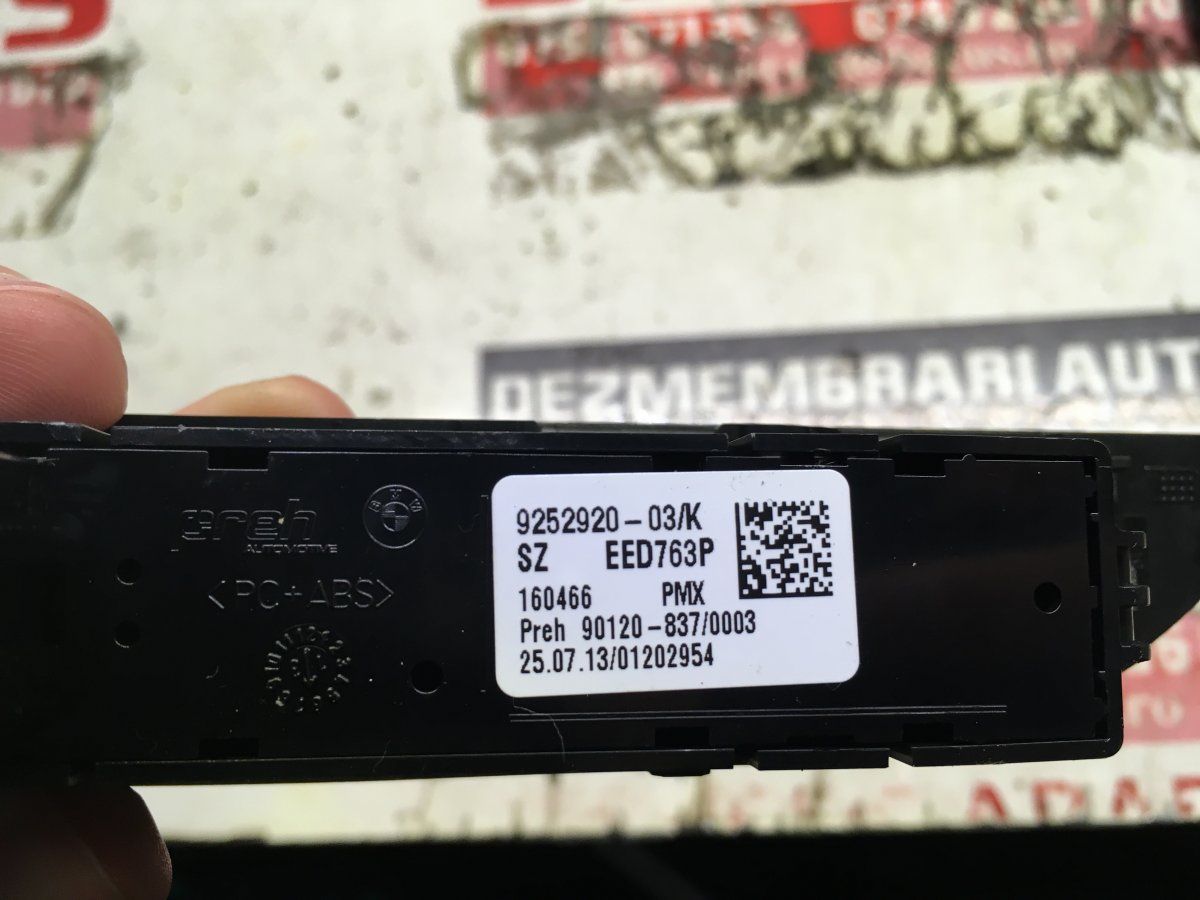 DEZMEMBRARI AUT
preh
AUTOMOTIVE
<PC+ABS>
9252920-03/K
SZ EED763P
160466 PMX
Preh 90120-837/0003
25.07.13/01202954